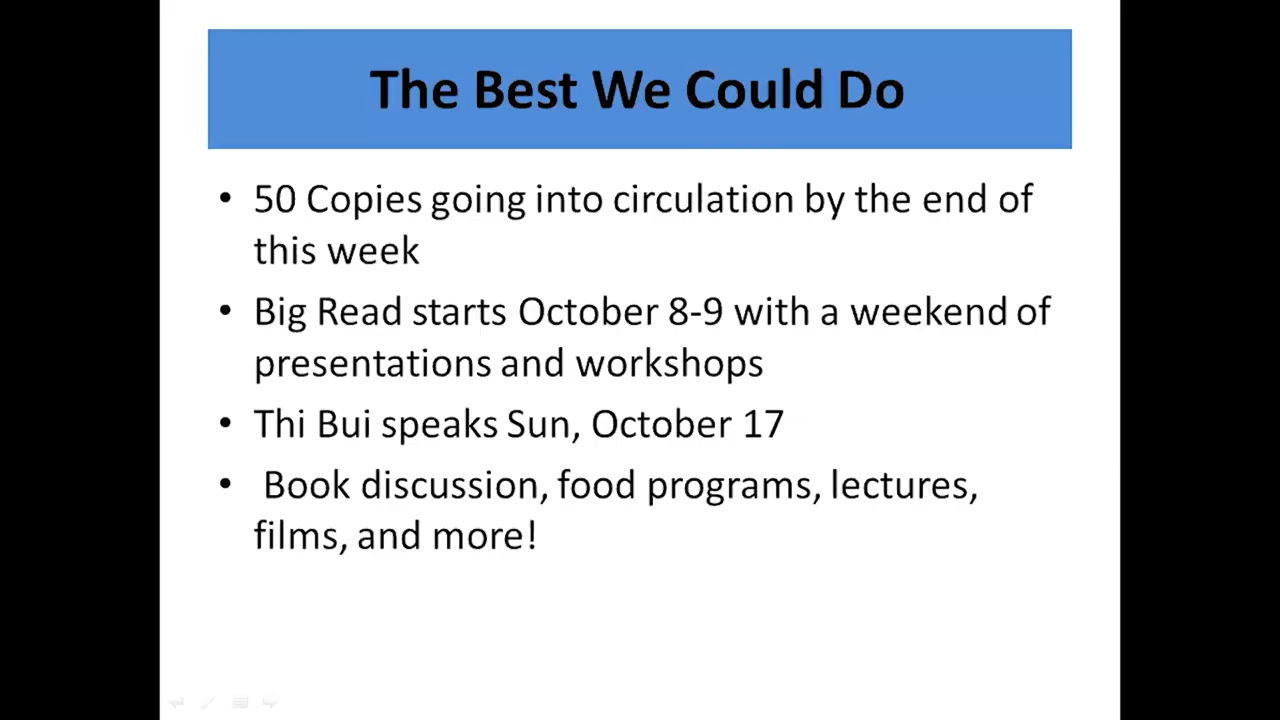 The Best We Could Do
• 50 Copies going into circulation by the end of
this week
• Big Read starts October 8-9 with a weekend of
presentations and workshops
• Thi Bui speaks Sun, October 17
• Book discussion, food programs, lectures,
films, and more!